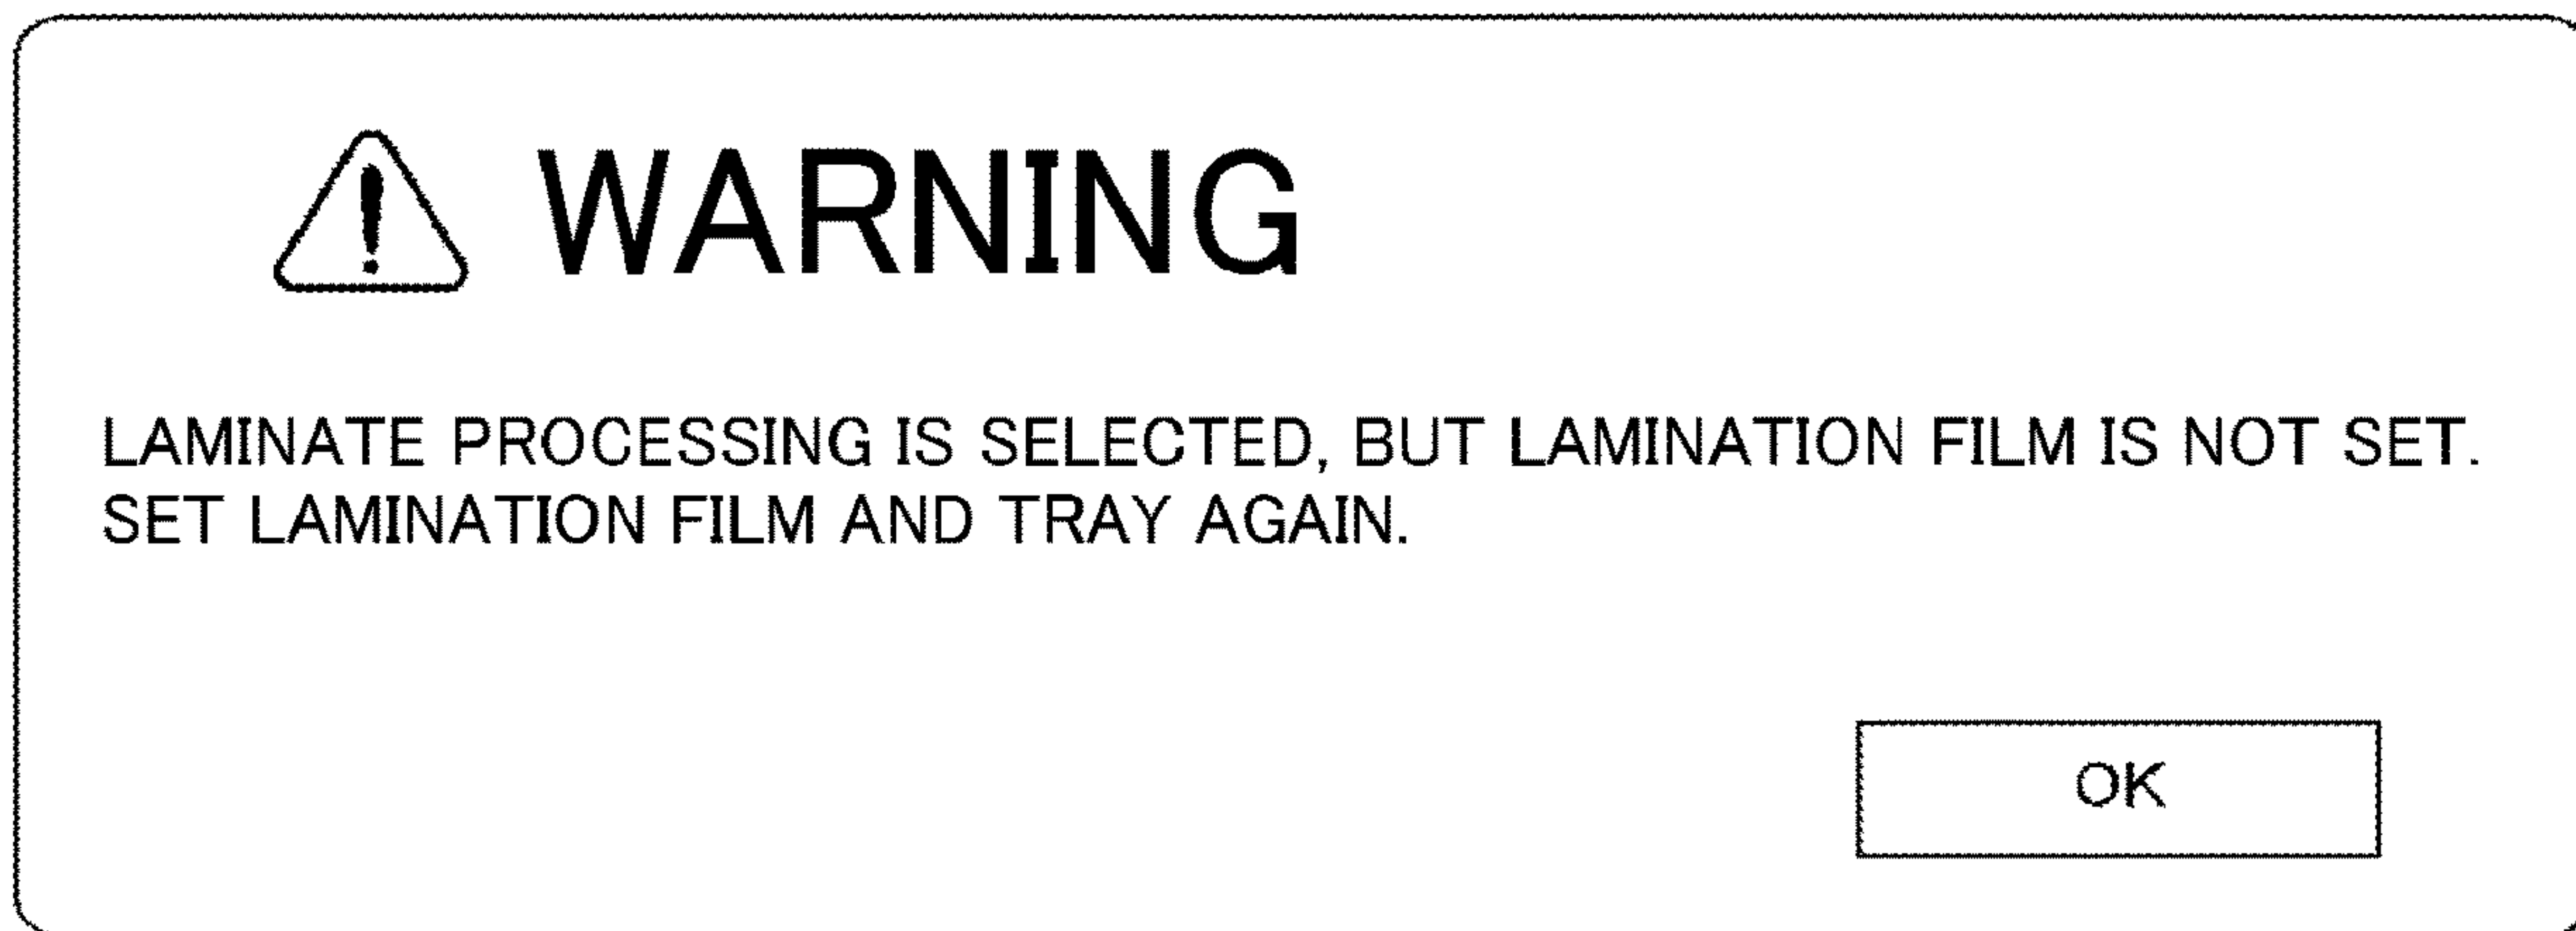 WARNING
LAMINATE PROCESSING IS SELECTED, BUT LAMINATION FILM IS NOT SET.
SET LAMINATION FILM AND TRAY AGAIN.
OK